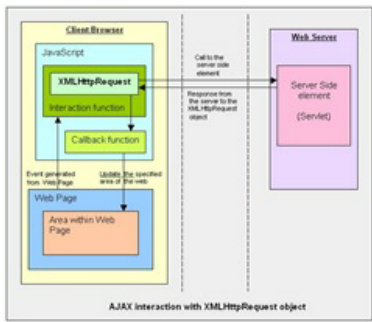 Client Browser
JavaScript
XMLHttpRequest
Interaction function
Callback function
Event generated
from Web Page
Update the specified
area of the web
Web Page
Area within Web
Page
Call to the
server side
element
Response from
the server to the
XMLHttpRequest
object
Web Server
Server Side
element
(Servlet)
AJAX interaction with XMLHttpRequest object